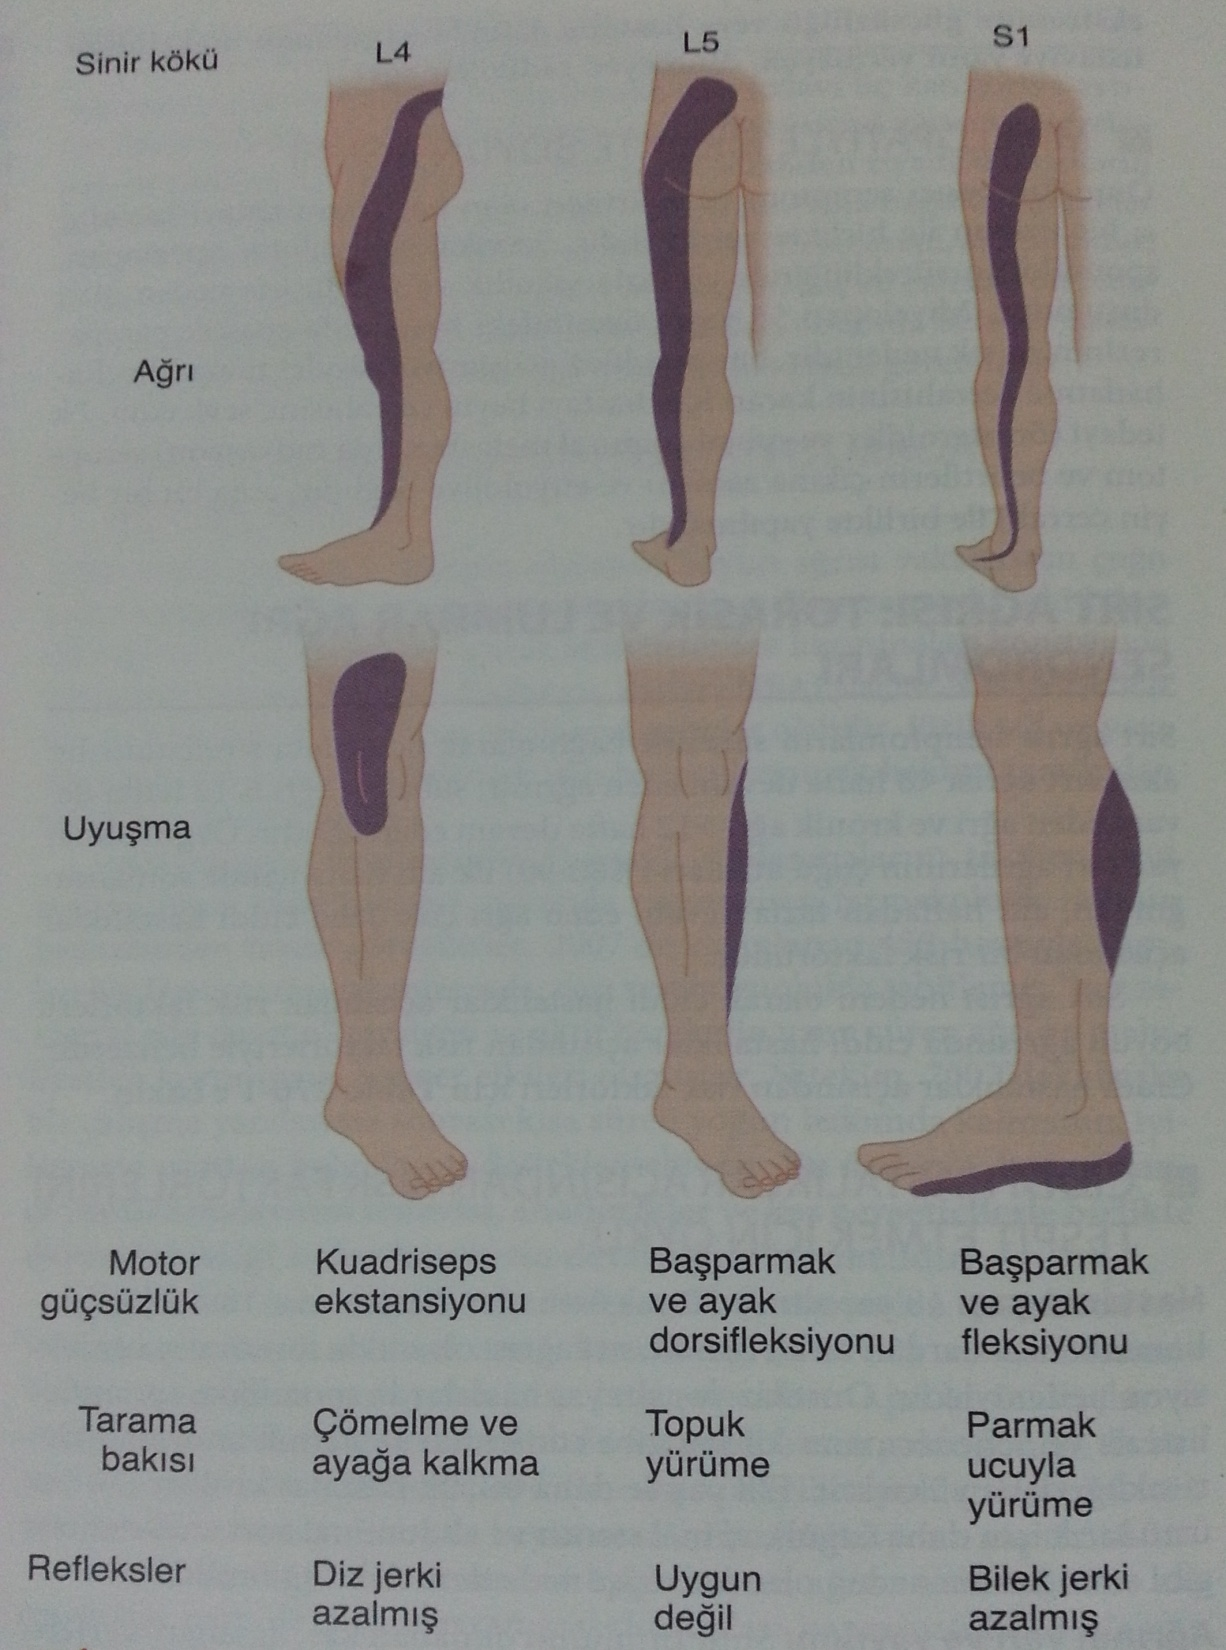 Sinir kökü L4 L5 S1
Ağrı
Uyuşma
Motor güçsüzlük
Kuadriseps ekstansiyonu
Başparmak ve ayak dorsifleksiyonu
Başparmak ve ayak fleksiyonu
Tarama bakısı
Çömelme ve ayağa kalkma
Topuk yürüme
Parmak ucuyla yürüme
Refleksler
Diz jerki azalmış
Uygun değil
Bilek jerki azalmış